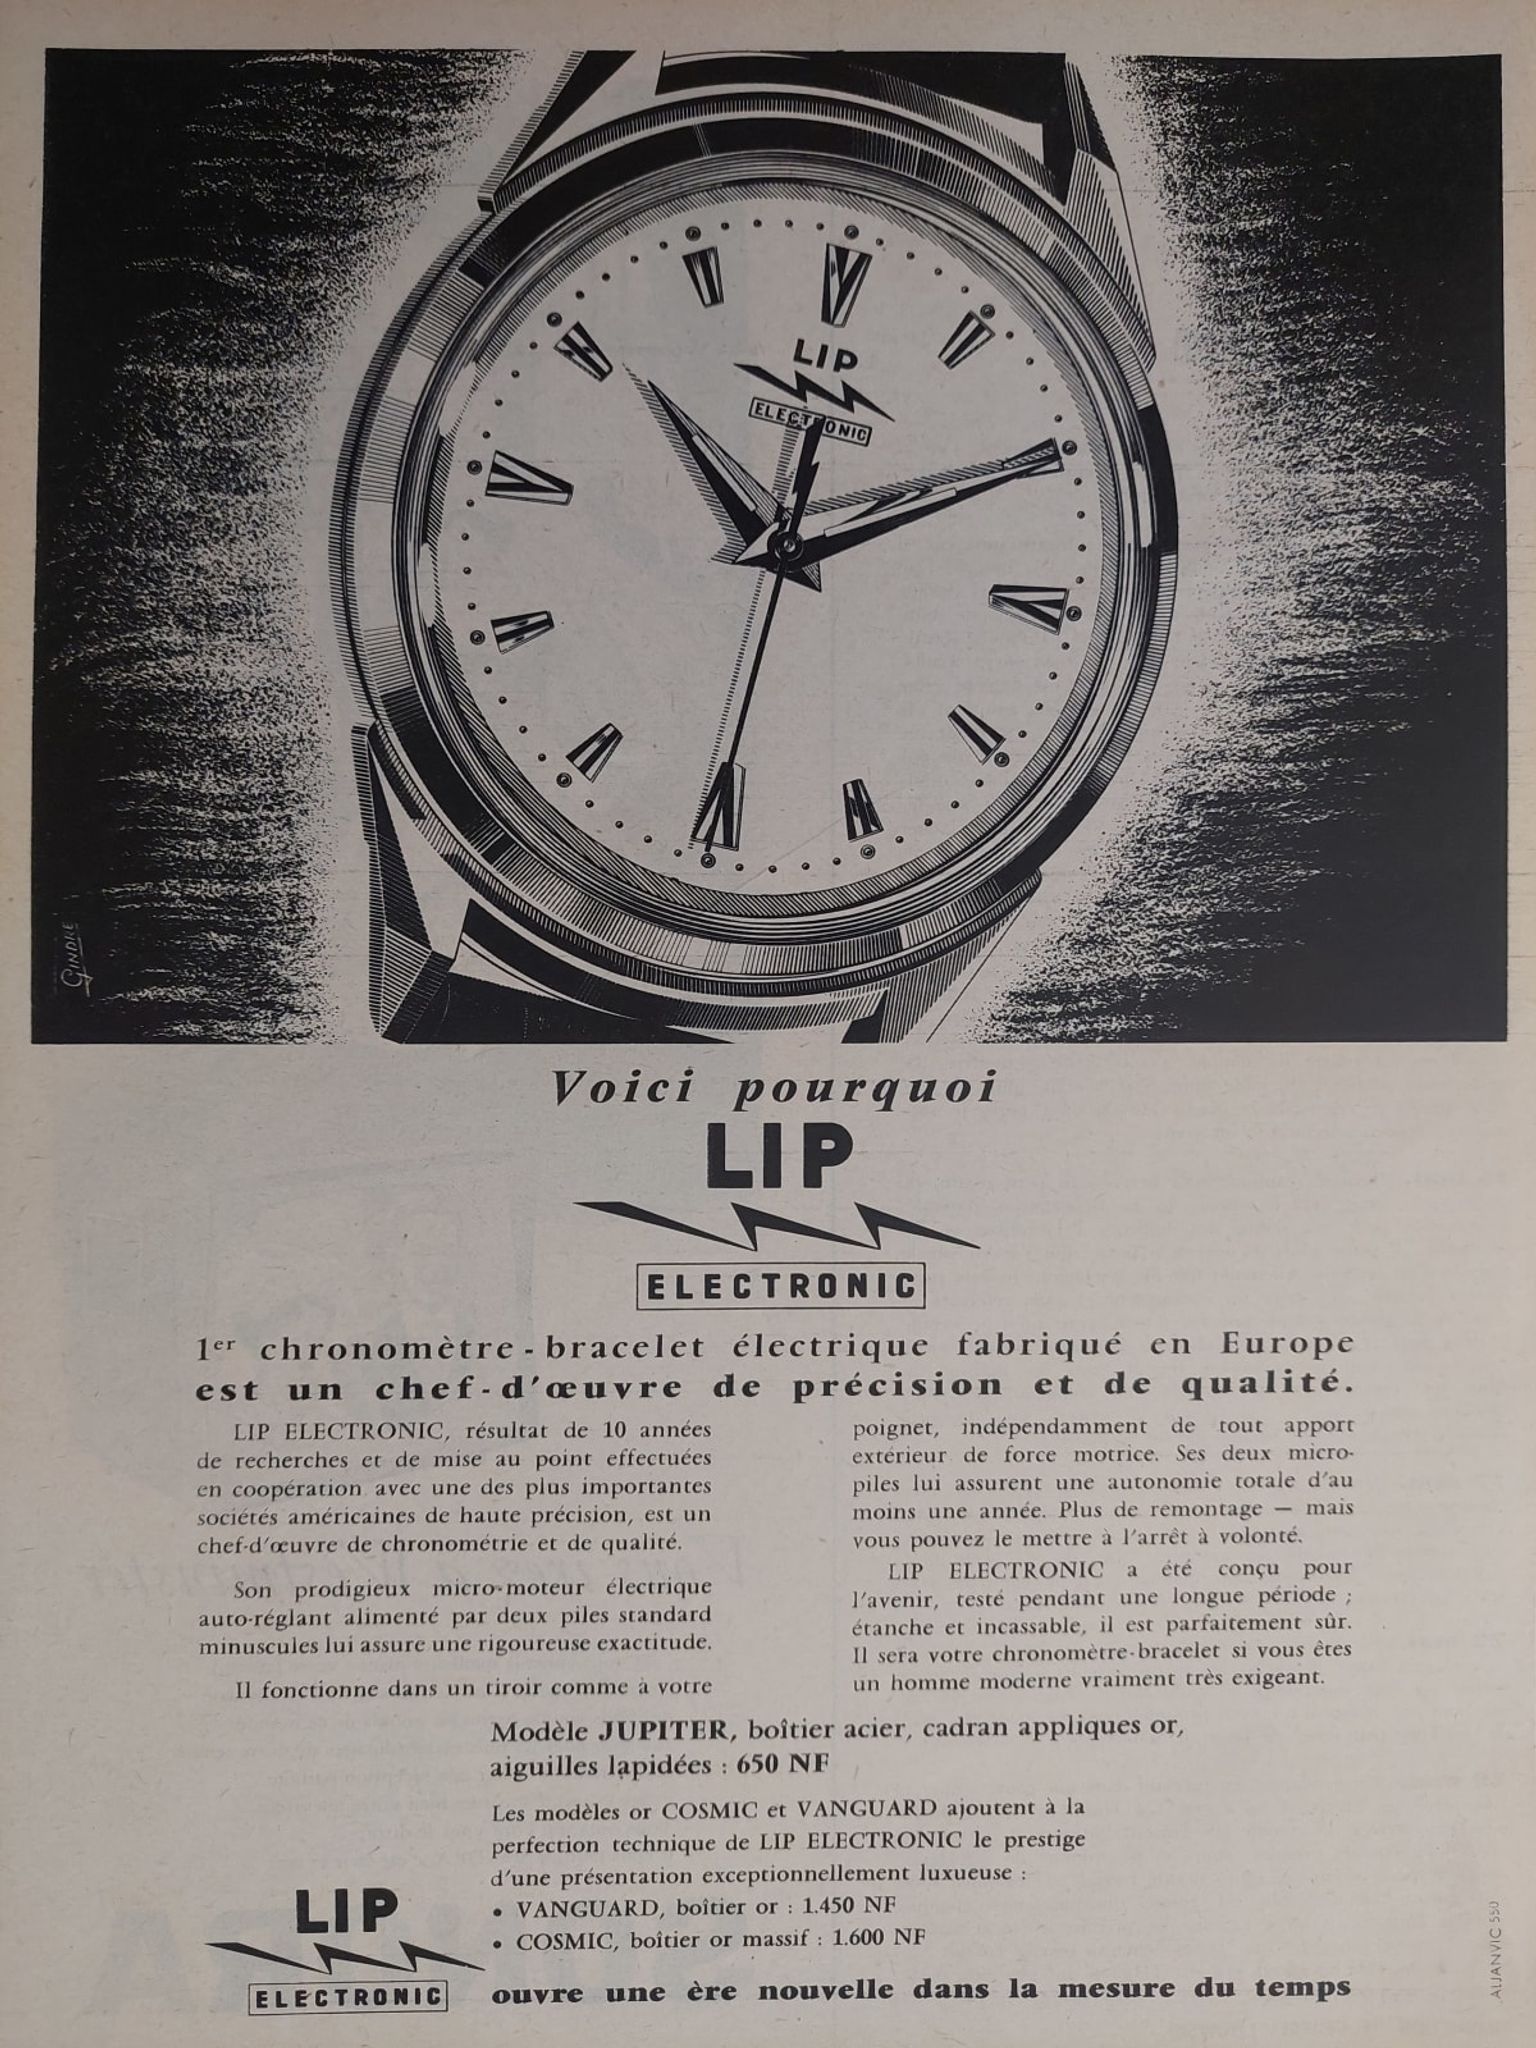 LIP
ELECTRONIC
GINDRE
Voici pourquoi
LIP
ELECTRONIC
1er chronomètre-bracelet électrique fabriqué en Europe
est un chef-d'œuvre de précision et de qualité.
LIP ELECTRONIC, résultat de 10 années
de recherches et de mise au point effectuées
en coopération avec une des plus importantes
sociétés américaines de haute précision, est un
chef-d'œuvre de chronométrie et de qualité.
Son prodigieux micro-moteur électrique
auto-réglant alimenté par deux piles standard
minuscules lui assure une rigoureuse exactitude.
Il fonctionne dans un tiroir comme à votre
poignet, indépendamment de tout apport
extérieur de force motrice. Ses deux micro-
piles lui assurent une autonomie totale d'au
moins une année. Plus de remontage — mais
vous pouvez le mettre à l'arrêt à volonté.
LIP ELECTRONIC a été conçu pour
l'avenir, testé pendant une longue période ;
étanche et incassable, il est parfaitement sûr.
Il sera votre chronomètre-bracelet si vous êtes
un homme moderne vraiment très exigeant.
Modèle JUPITER, boîtier acier, cadran appliques or,
aiguilles lapidées : 650 NF
Les modèles or COSMIC et VANGUARD ajoutent à la
perfection technique de LIP ELECTRONIC le prestige
d'une présentation exceptionnellement luxueuse :
• VANGUARD, boîtier or : 1.450 NF
• COSMIC, boîtier or massif : 1.600 NF
LIP
ELECTRONIC
ouvre une ère nouvelle dans la mesure du temps